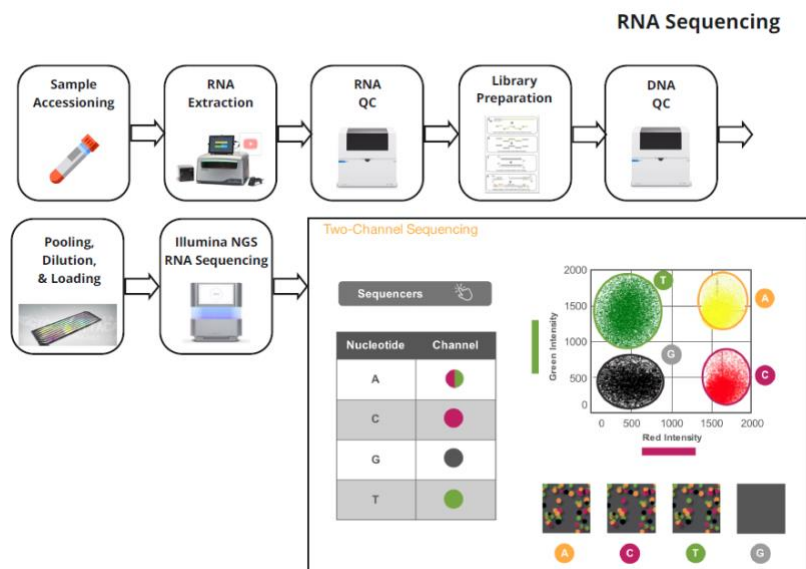 RNA Sequencing
Sample
Accessioning
RNA
Extraction
RNA
QC
Library
Preparation
DNA
QC
Pooling,
Dilution,
& Loading
Illumina NGS
RNA Sequencing
Two-Channel Sequencing
Sequencers
Nucleotide Channel
A
C
G
T
2000
1500
1000
500
0
Green Intensity
T
A
G
C
0 500 1000 1500 2000
Red Intensity
A C T G